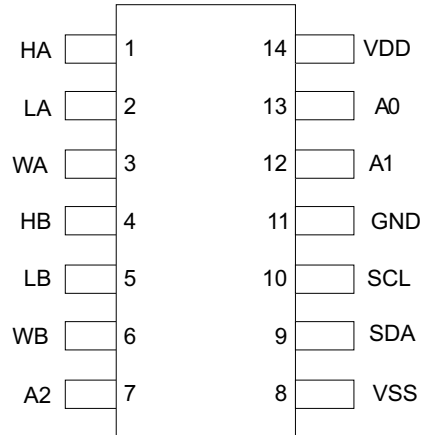 HA 1 14 VDD
LA 2 13 A0
WA 3 12 A1
HB 4 11 GND
LB 5 10 SCL
WB 6 9 SDA
A2 7 8 VSS